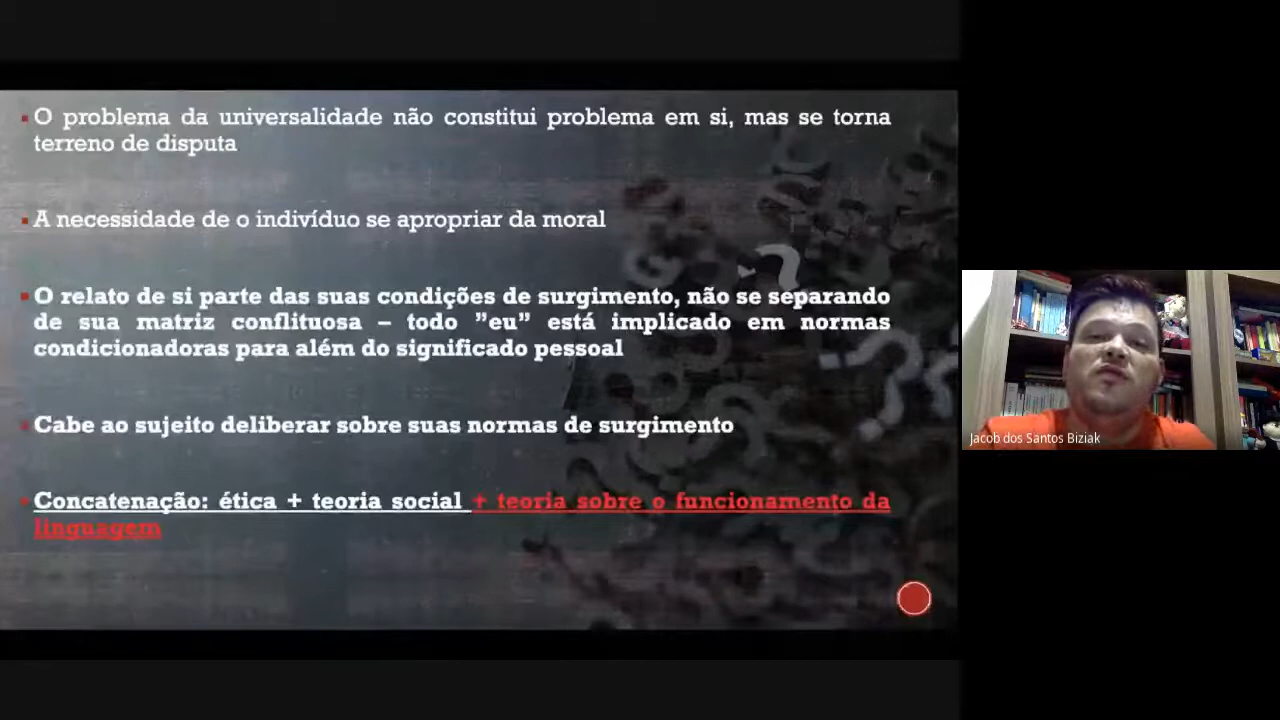 O problema da universalidade não constitui problema em si, mas se torna
terreno de disputa
A necessidade de o indivíduo se apropriar da moral
O relato de si parte das suas condições de surgimento, não se separando
de sua matriz conflituosa – todo ”eu” está implicado em normas
condicionadoras para além do significado pessoal
Cabe ao sujeito deliberar sobre suas normas de surgimento
Concatenação: ética + teoria social + teoria sobre o funcionamento da
linguagem
Jacob dos Santos Biziak